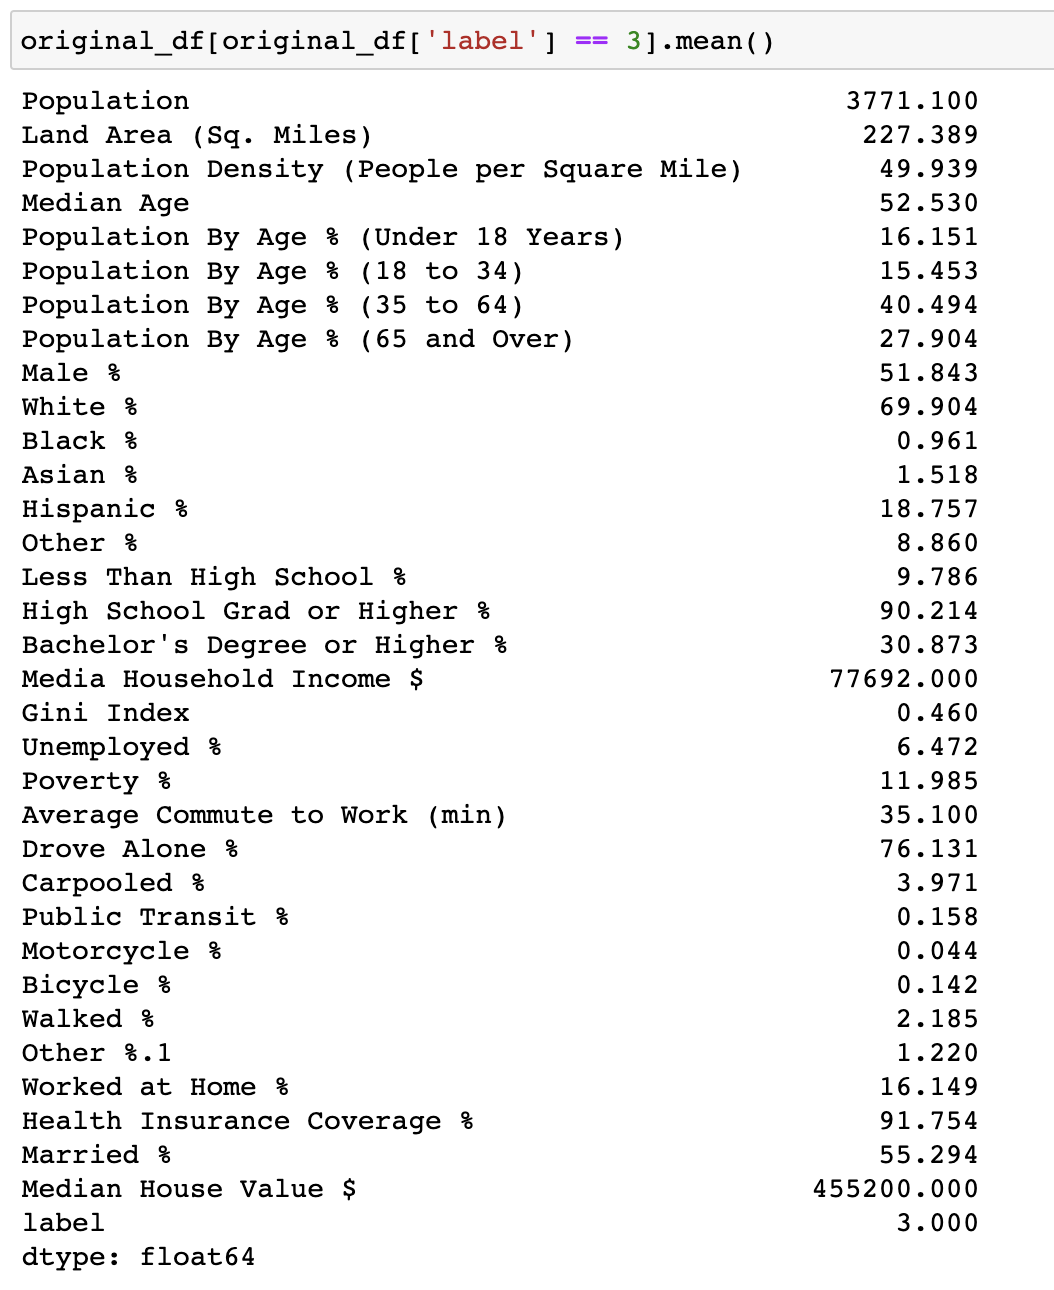 original_df[original_df['label'] == 3].mean()
Population 3771.100
Land Area (Sq. Miles) 227.389
Population Density (People per Square Mile) 49.939
Median Age 52.530
Population By Age % (Under 18 Years) 16.151
Population By Age % (18 to 34) 15.453
Population By Age % (35 to 64) 40.494
Population By Age % (65 and Over) 27.904
Male % 51.843
White % 69.904
Black % 0.961
Asian % 1.518
Hispanic % 18.757
Other % 8.860
Less Than High School % 9.786
High School Grad or Higher % 90.214
Bachelor's Degree or Higher % 30.873
Media Household Income $ 77692.000
Gini Index 0.460
Unemployed % 6.472
Poverty % 11.985
Average Commute to Work (min) 35.100
Drove Alone % 76.131
Carpooled % 3.971
Public Transit % 0.158
Motorcycle % 0.044
Bicycle % 0.142
Walked % 2.185
Other %.1 1.220
Worked at Home % 16.149
Health Insurance Coverage % 91.754
Married % 55.294
Median House Value $ 455200.000
label 3.000
dtype: float64